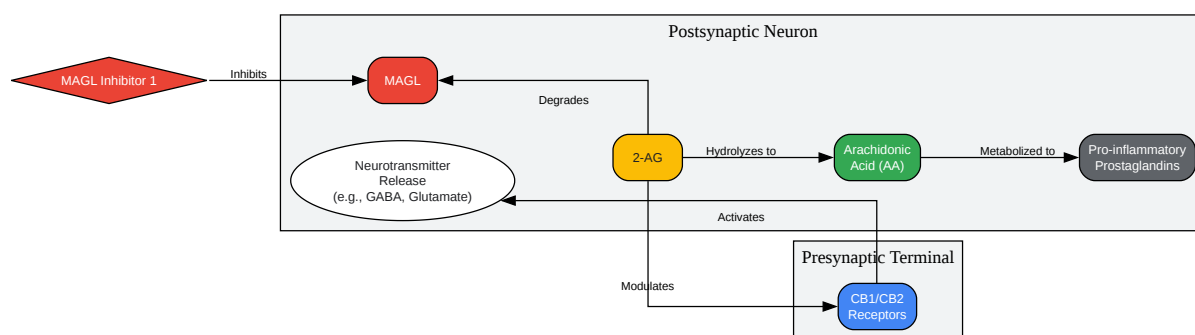 Postsynaptic Neuron
MAGL Inhibitor 1
Inhibits
MAGL
Degrades
2-AG
Hydrolyzes to
Arachidonic
Acid (AA)
Metabolized to
Pro-inflammatory
Prostaglandins
Neurotransmitter
Release
(e.g., GABA, Glutamate)
Activates
Presynaptic Terminal
Modulates
CB1/CB2
Receptors